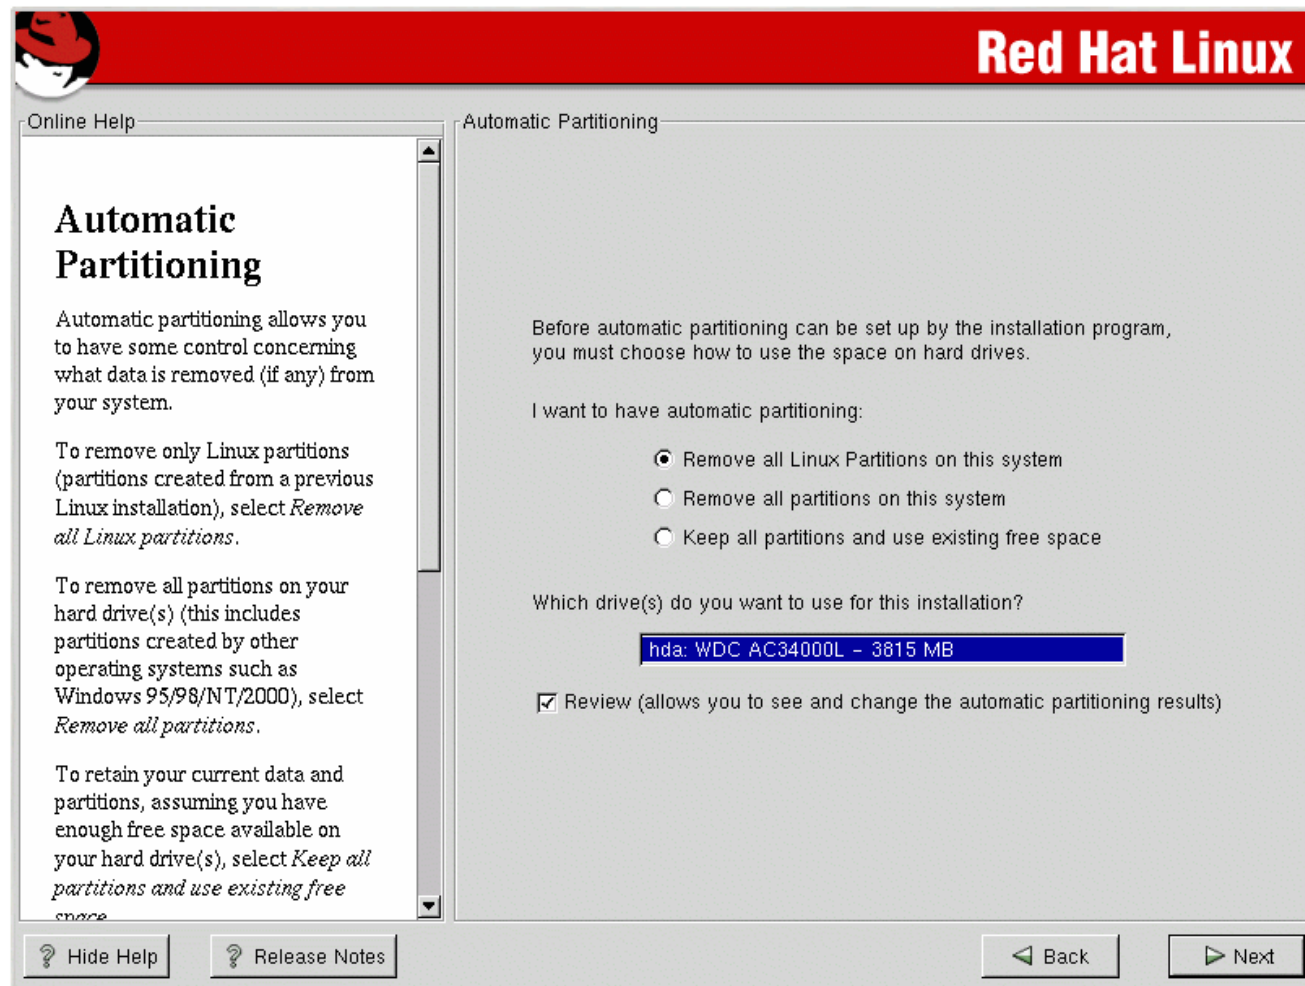 Red Hat Linux
Online Help
Automatic
Partitioning
Automatic partitioning allows you
to have some control concerning
what data is removed (if any) from
your system.
To remove only Linux partitions
(partitions created from a previous
Linux installation), select Remove
all Linux partitions.
To remove all partitions on your
hard drive(s) (this includes
partitions created by other
operating systems such as
Windows 95/98/NT/2000), select
Remove all partitions.
To retain your current data and
partitions, assuming you have
enough free space available on
your hard drive(s), select Keep all
partitions and use existing free
space
Automatic Partitioning
Before automatic partitioning can be set up by the installation program,
you must choose how to use the space on hard drives.
I want to have automatic partitioning:
Remove all Linux Partitions on this system
Remove all partitions on this system
Keep all partitions and use existing free space
Which drive(s) do you want to use for this installation?
hda: WDC AC34000L – 3815 MB
Review (allows you to see and change the automatic partitioning results)
Hide Help
Release Notes
Back
Next